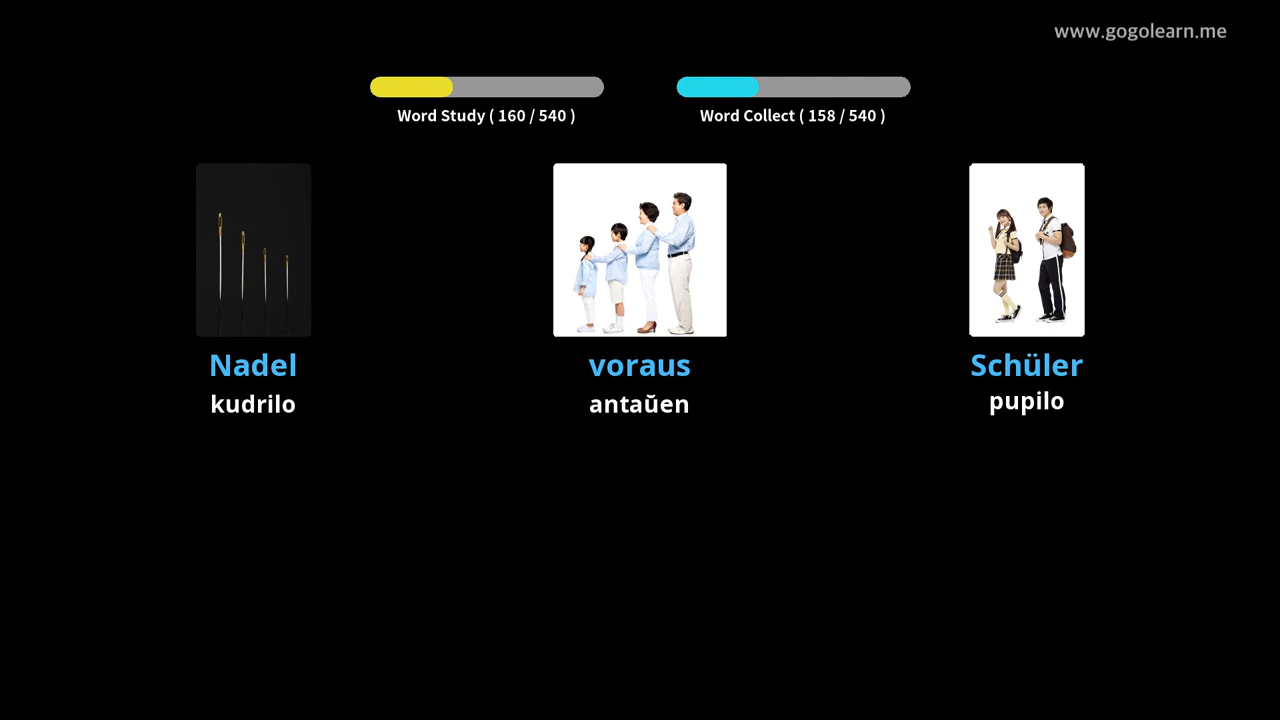 www.gogolearn.me
Word Study ( 160 / 540 )
Word Collect ( 158 / 540 )
Nadel
kudrilo
voraus
antaŭen
Schüler
pupilo